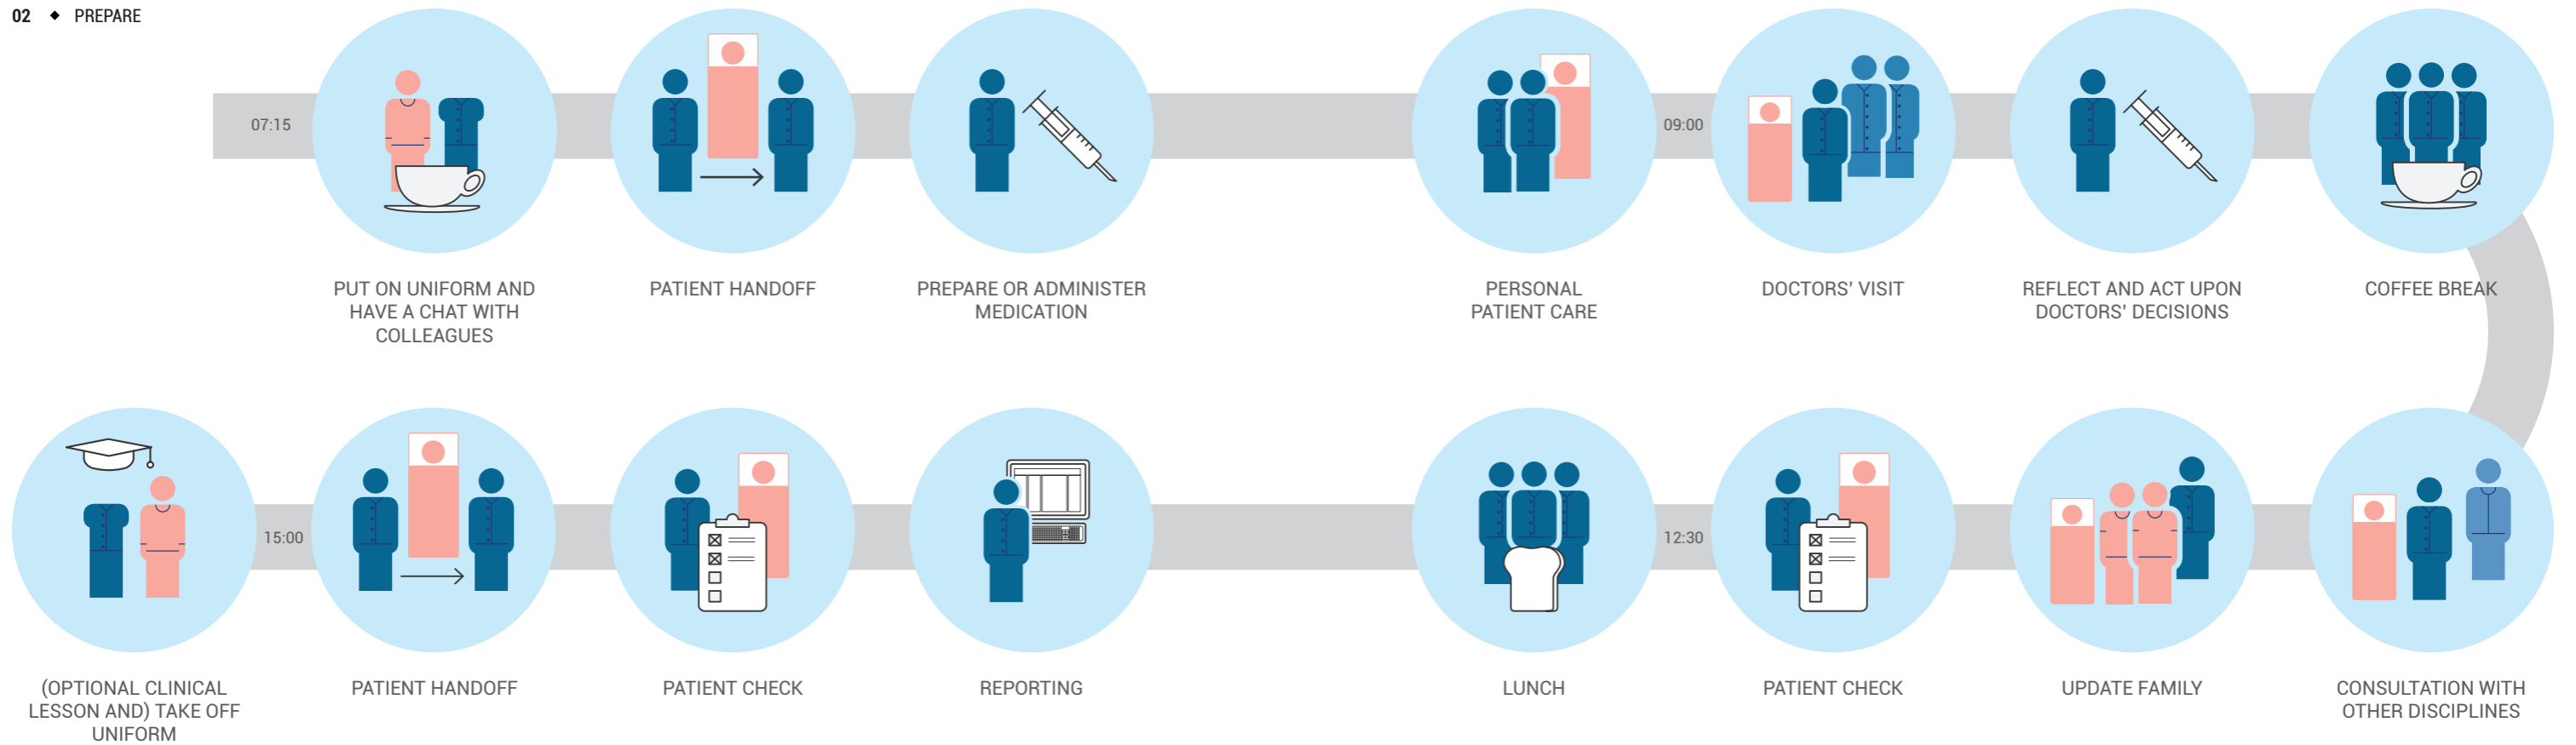 02 ◆ PREPARE
07:15
09:00
PUT ON UNIFORM AND
HAVE A CHAT WITH
COLLEAGUES
PATIENT HANDOFF
PREPARE OR ADMINISTER
MEDICATION
PERSONAL
PATIENT CARE
DOCTORS' VISIT
REFLECT AND ACT UPON
DOCTORS' DECISIONS
COFFEE BREAK
15:00
12:30
(OPTIONAL CLINICAL
LESSON AND) TAKE OFF
UNIFORM
PATIENT HANDOFF
PATIENT CHECK
REPORTING
LUNCH
PATIENT CHECK
UPDATE FAMILY
CONSULTATION WITH
OTHER DISCIPLINES